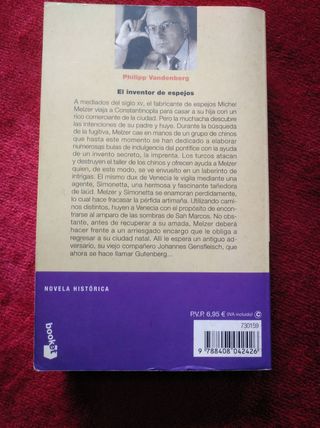 Philipp Vandenberg
El inventor de espejos
A mediados del siglo XV, el fabricante de espejos Michel
Melzer viaja a Constantinopla para casar a su hija con un
rico comerciante de la ciudad. Pero la muchacha descubre
las intenciones de su padre y huye. Durante la búsqueda
de la fugitiva, Melzer cae en manos de un grupo de chinos
que hasta este momento se han dedicado a elaborar
numerosas bulas de indulgencia del pontífice con la ayuda
de un invento secreto, la imprenta. Los turcos atacan
y destruyen el taller de los chinos y ofrecen ayuda a Melzer
quien, de este modo, se ve envuelto en un laberinto de
intrigas. El mismo dux de Venecia le vigila mediante una
agente, Simonetta, una hermosa y fascinante tañedora de
laúd. Melzer y Simonetta se enamoran perdidamente,
lo cual hace fracasar la pérfida artimaña. Utilizando cami-
nos distintos, huyen a Venecia con el propósito de encon-
trarse al amparo de las sombras de San Marcos. No obs-
tante, antes de recuperar a su amada, Melzer deberá
hacer frente a un arriesgado encargo que le obliga a
regresar a su ciudad natal. Allí le espera un antiguo ad-
versario, su viejo compañero Johannes Gensfleisch, que
ahora se hace llamar Gutenberg...
NOVELA HISTÓRICA
P.V.P. 6,95 € (IVA incluido) C
730159
9 788408 042426
booket